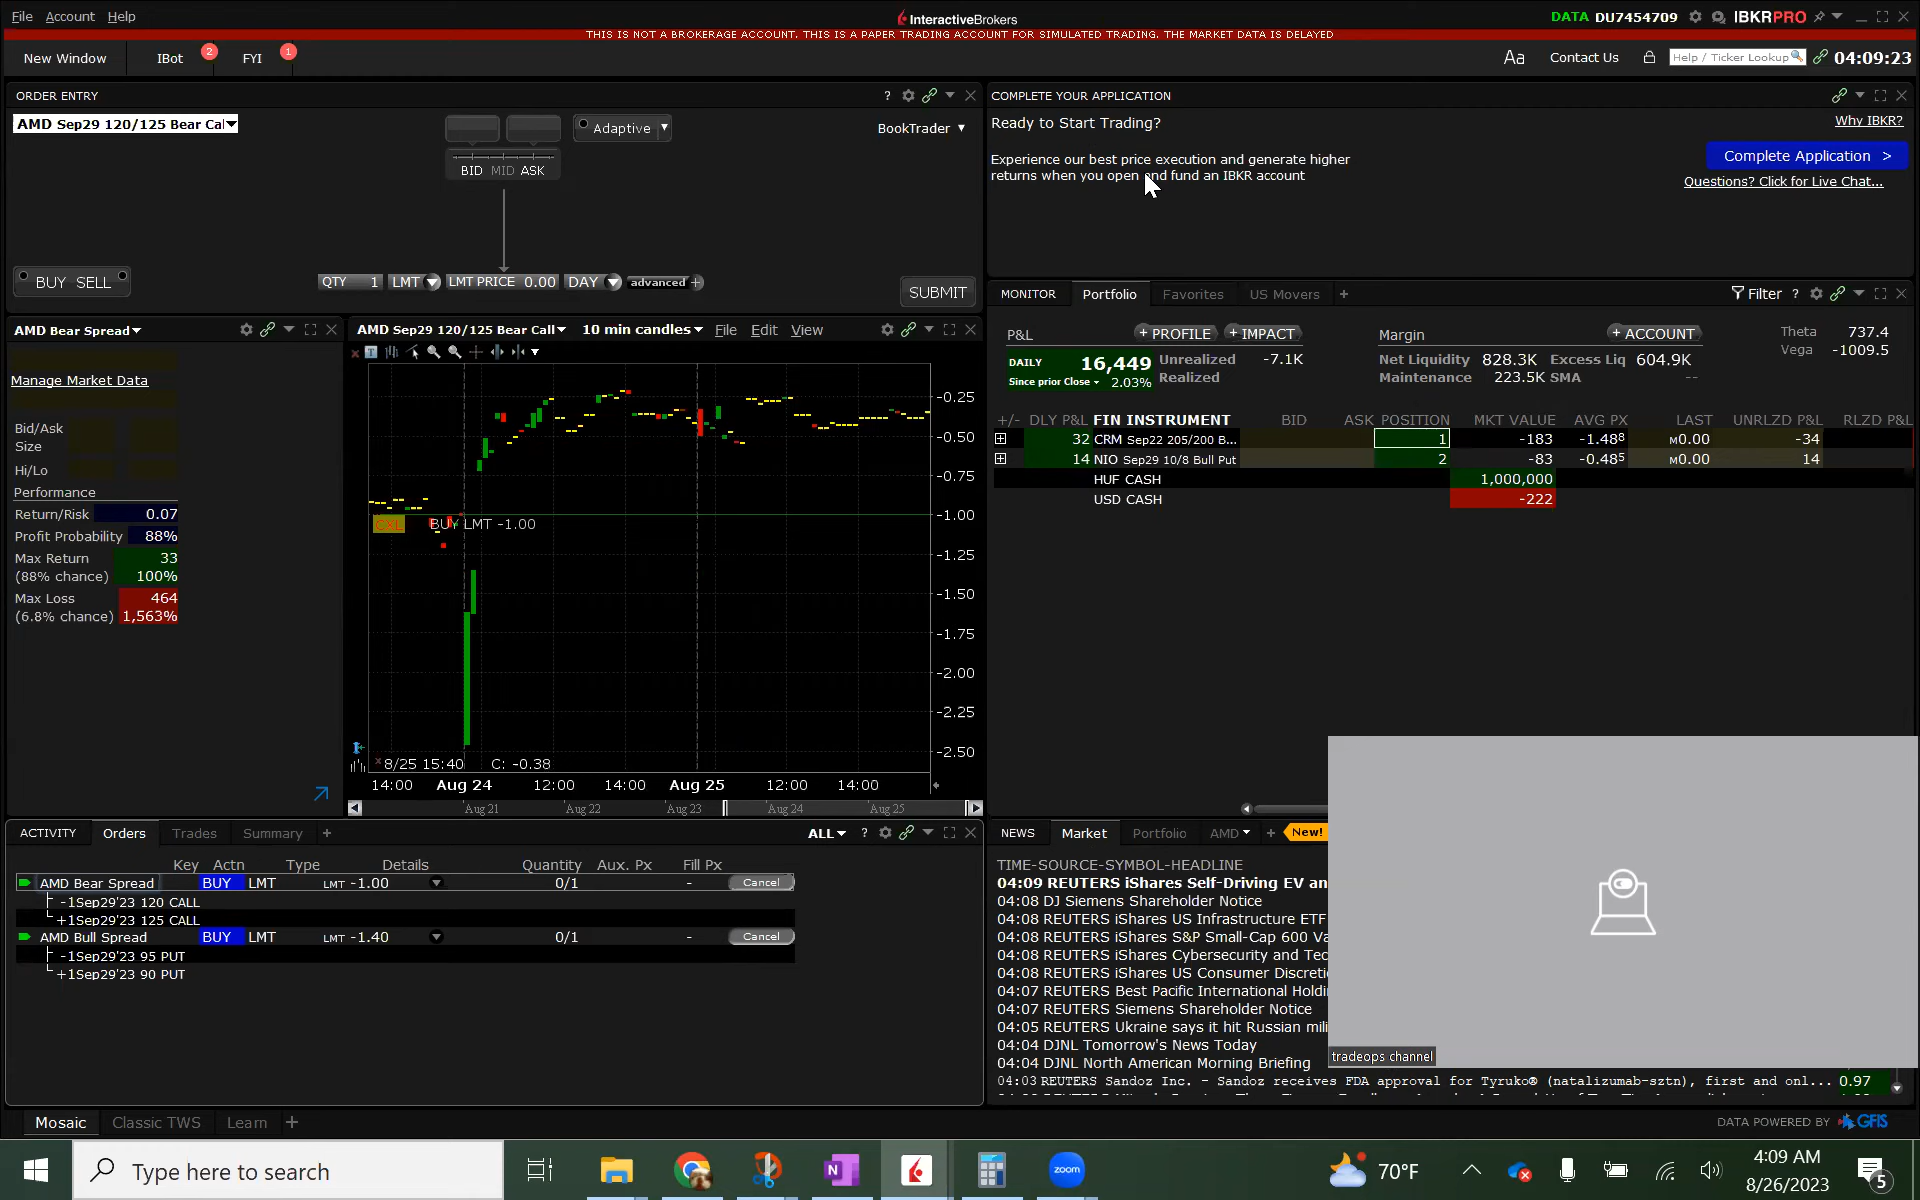 File Account Help
InteractiveBrokers
DATA DU7454709 IBKRPRO
THIS IS NOT A BROKERAGE ACCOUNT. THIS IS A PAPER TRADING ACCOUNT FOR SIMULATED TRADING. THE MARKET DATA IS DELAYED
New Window IBot 2 FYI 1 Aa Contact Us Help / Ticker Lookup 04:09:23
ORDER ENTRY ?
AMD Sep29 120/125 Bear Cal
Adaptive BookTrader
BID MID ASK
BUY SELL QTY 1 LMT LMT PRICE 0.00 DAY advanced + SUBMIT
COMPLETE YOUR APPLICATION
Ready to Start Trading?
Why IBKR?
Experience our best price execution and generate higher
returns when you open and fund an IBKR account
Complete Application >
Questions? Click for Live Chat...
MONITOR Portfolio Favorites US Movers + Filter ?
P&L + PROFILE + IMPACT Margin + ACCOUNT Theta 737.4
Vega -1009.5
DAILY 16,449 Unrealized -7.1K Net Liquidity 828.3K Excess Liq 604.9K
Since prior Close 2.03% Realized Maintenance 223.5K SMA --
+/- DLY P&L FIN INSTRUMENT BID ASK POSITION MKT VALUE AVG PX LAST UNRLZD P&L RLZD P&L
32 CRM Sep22 205/200 B... 1 -183 -1.48⁸ M0.00 -34
14 NIO Sep29 10/8 Bull Put 2 -83 -0.48⁵ M0.00 14
HUF CASH 1,000,000
USD CASH -222
AMD Bear Spread
Manage Market Data
Bid/Ask
Size
Hi/Lo
Performance
Return/Risk 0.07
Profit Probability 88%
Max Return 33
(88% chance) 100%
Max Loss 464
(6.8% chance) 1,563%
AMD Sep29 120/125 Bear Call 10 min candles File Edit View
-0.25
-0.50
-0.75
-1.00
CXL BUY LMT -1.00
-1.25
-1.50
-1.75
-2.00
-2.25
-2.50
8/25 15:40 C: -0.38
14:00 Aug 24 12:00 14:00 Aug 25 12:00 14:00
Aug 21 Aug 22 Aug 23 Aug 24 Aug 25
ACTIVITY Orders Trades Summary + ALL ?
Key Actn Type Details Quantity Aux. Px Fill Px
AMD Bear Spread BUY LMT LMT -1.00 0/1 - Cancel
-1Sep29'23 120 CALL
+1Sep29'23 125 CALL
AMD Bull Spread BUY LMT LMT -1.40 0/1 - Cancel
-1Sep29'23 95 PUT
+1Sep29'23 90 PUT
NEWS Market Portfolio AMD + New!
TIME-SOURCE-SYMBOL-HEADLINE
04:09 REUTERS iShares Self-Driving EV an
04:08 DJ Siemens Shareholder Notice
04:08 REUTERS iShares US Infrastructure ETF
04:08 REUTERS iShares S&P Small-Cap 600 Va
04:08 REUTERS iShares Cybersecurity and Tec
04:08 REUTERS iShares US Consumer Discreti
04:07 REUTERS Best Pacific International Holdi
04:07 REUTERS Siemens Shareholder Notice
04:05 REUTERS Ukraine says it hit Russian mili
04:04 DJNL Tomorrow's News Today
04:04 DJNL North American Morning Briefing
04:03 REUTERS Sandoz Inc. - Sandoz receives FDA approval for Tyruko® (natalizumab-sztn), first and onl... 0.97
tradeops channel
Mosaic Classic TWS Learn + DATA POWERED BY GFIS
Type here to search
zoom
70°F
4:09 AM
8/26/2023
5